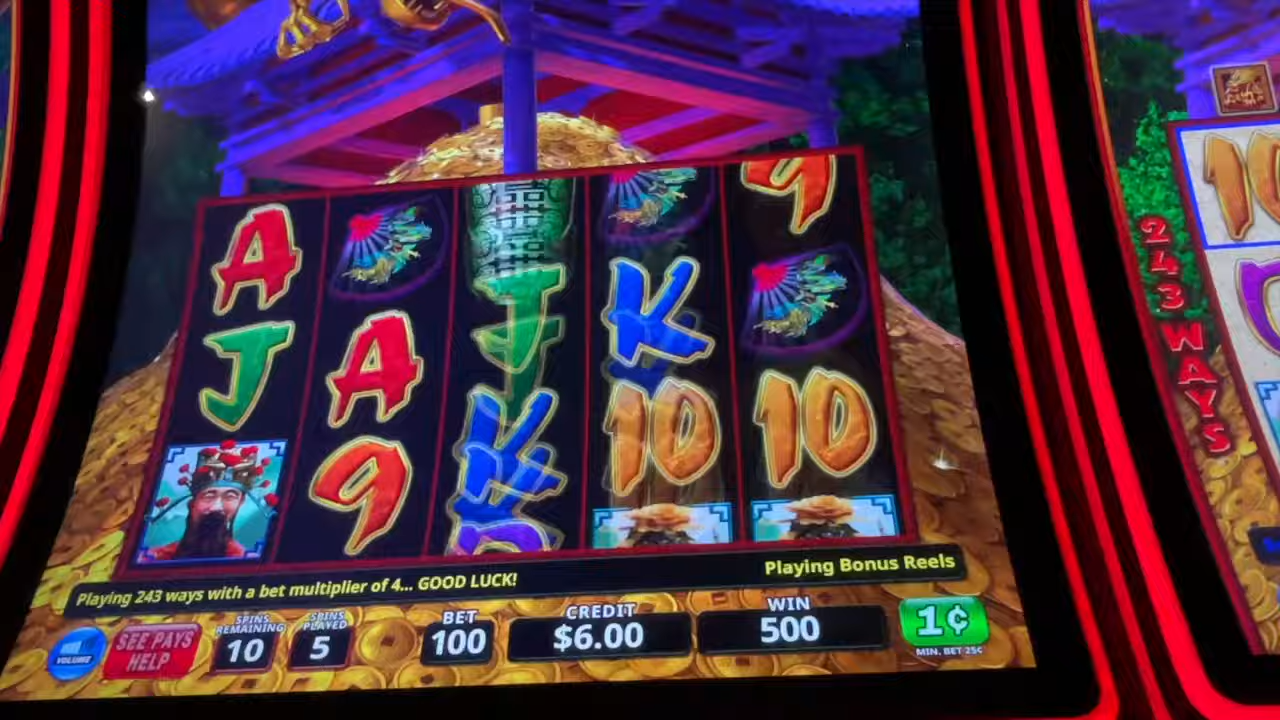 9
A
J
K
J
A
10
10
9
K
Playing 243 ways with a bet multiplier of 4... GOOD LUCK!
Playing Bonus Reels
VOLUME
SEE PAYS
HELP
SPINS
REMAINING
10
SPINS
PLAYED
5
BET
100
CREDIT
$6.00
WIN
500
1¢
MIN. BET 25¢
243 WAYS
10